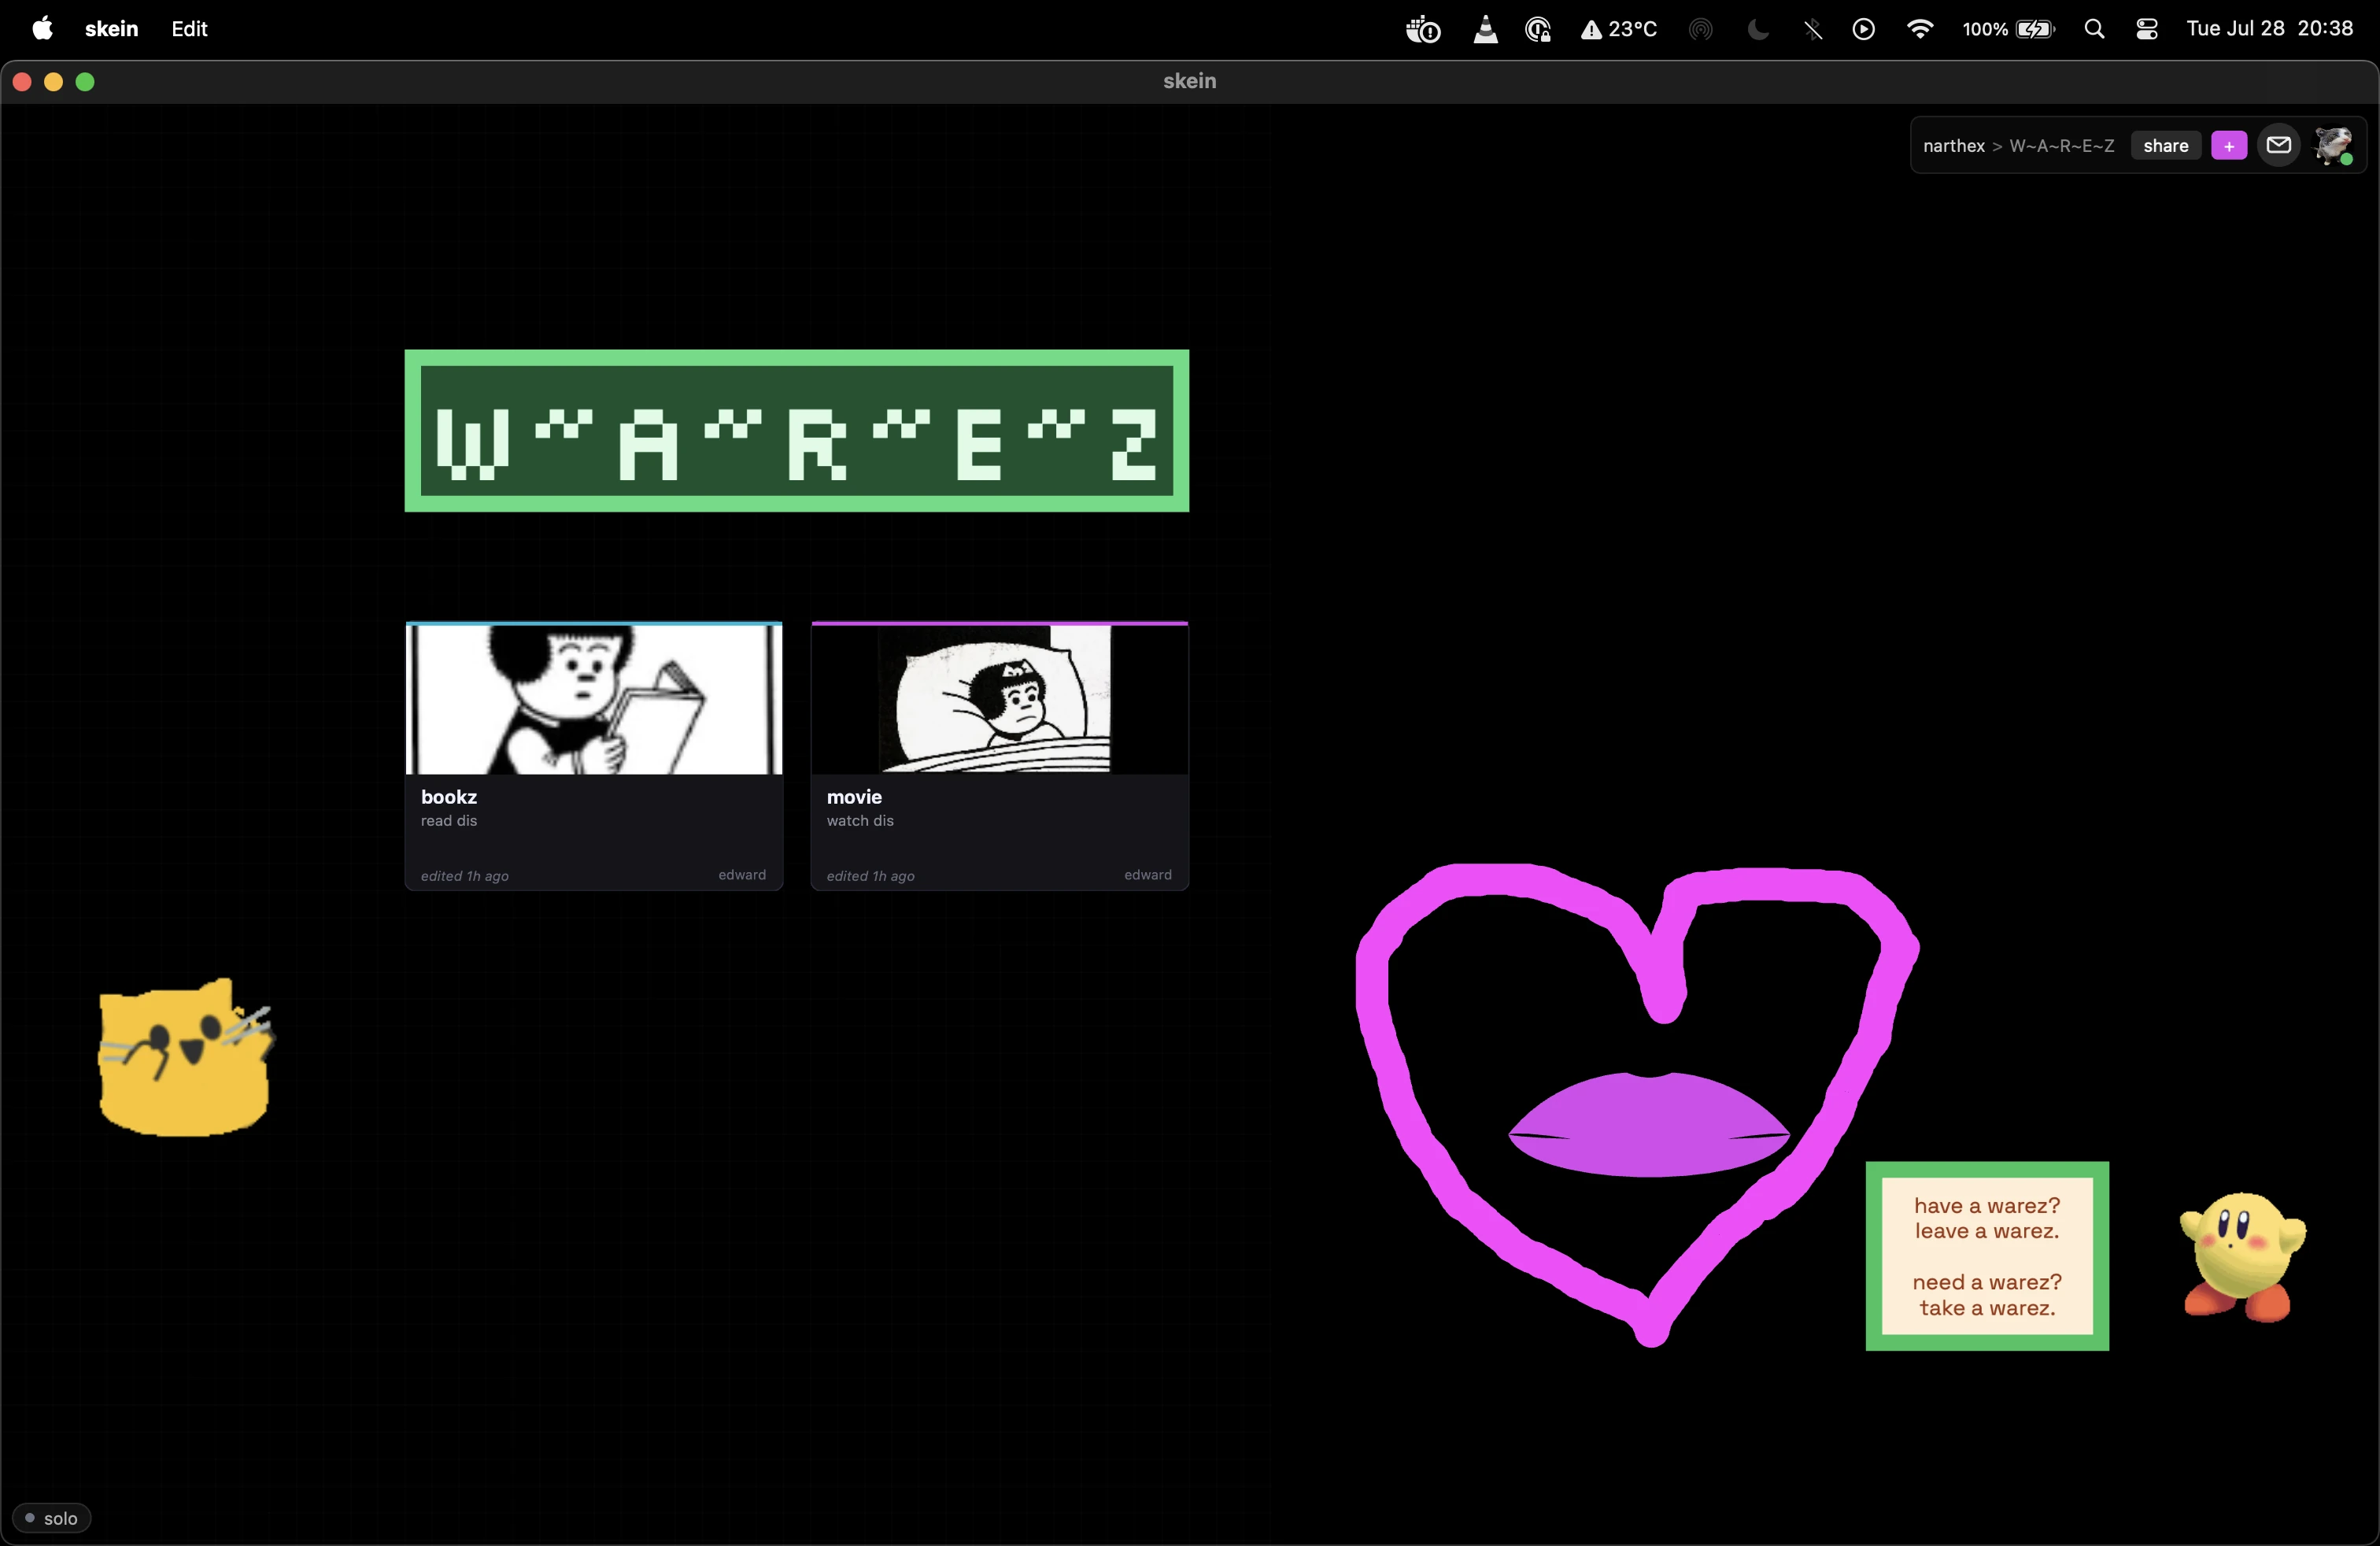 skein Edit 23°C 100% Tue Jul 28 20:38
skein
narthex > W~A~R~E~Z share +
W~A~R~E~Z
bookz
read dis
edited 1h ago edward
movie
watch dis
edited 1h ago edward
have a warez?
leave a warez.
need a warez?
take a warez.
solo